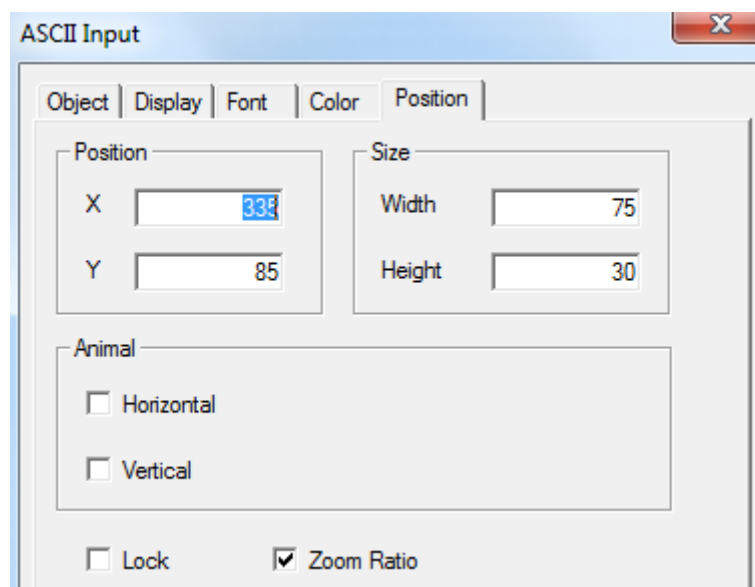 ASCII Input
Object Display Font Color Position
Position
X 335
Y 85
Size
Width 75
Height 30
Animal
Horizontal
Vertical
Lock Zoom Ratio